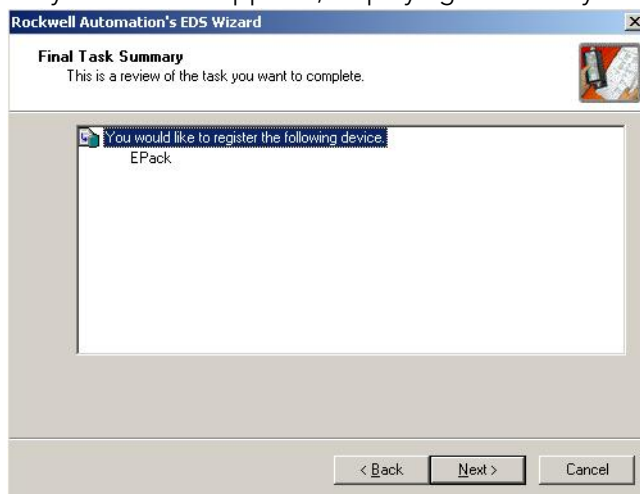 Rockwell Automation's EDS Wizard
Final Task Summary
This is a review of the task you want to complete.
You would like to register the following device.
EPack
< Back Next > Cancel